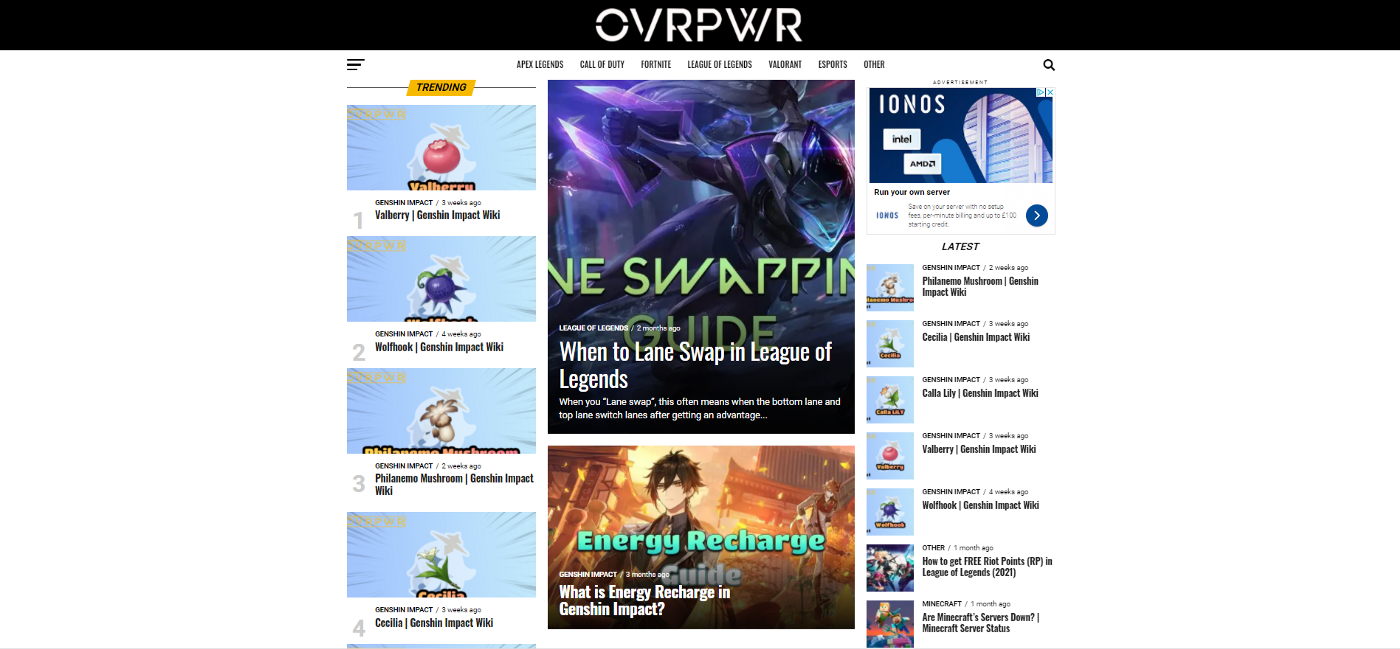 OVRPWR
APEX LEGENDS CALL OF DUTY FORTNITE LEAGUE OF LEGENDS VALORANT ESPORTS OTHER
TRENDING
OVRPWR
Valberry
GENSHIN IMPACT / 3 weeks ago
1
Valberry | Genshin Impact Wiki
OVRPWR
Wolfhook
GENSHIN IMPACT / 4 weeks ago
2
Wolfhook | Genshin Impact Wiki
OVRPWR
Philanemo Mushroom
GENSHIN IMPACT / 2 weeks ago
3
Philanemo Mushroom | Genshin Impact
Wiki
OVRPWR
Cecilia
GENSHIN IMPACT / 3 weeks ago
4
Cecilia | Genshin Impact Wiki
NE SWAPPIN
GUIDE
LEAGUE OF LEGENDS / 2 months ago
When to Lane Swap in League of
Legends
When you “Lane swap”, this often means when the bottom lane and
top lane switch lanes after getting an advantage...
Energy Recharge
Guide
GENSHIN IMPACT / 3 months ago
What is Energy Recharge in
Genshin Impact?
ADVERTISEMENT
IONOS
intel
AMD
Run your own server
IONOS
Save on your server with no setup
fees, per-minute billing and up to £100
starting credit.
LATEST
GENSHIN IMPACT / 2 weeks ago
Philanemo Mushroom | Genshin
Impact Wiki
GENSHIN IMPACT / 3 weeks ago
Cecilia | Genshin Impact Wiki
Cecilia
GENSHIN IMPACT / 3 weeks ago
Calla Lily | Genshin Impact Wiki
Calla Lily
GENSHIN IMPACT / 3 weeks ago
Valberry | Genshin Impact Wiki
Valberry
GENSHIN IMPACT / 4 weeks ago
Wolfhook | Genshin Impact Wiki
Wolfhook
OTHER / 1 month ago
How to get FREE Riot Points (RP) in
League of Legends (2021)
MINECRAFT / 1 month ago
Are Minecraft's Servers Down? |
Minecraft Server Status